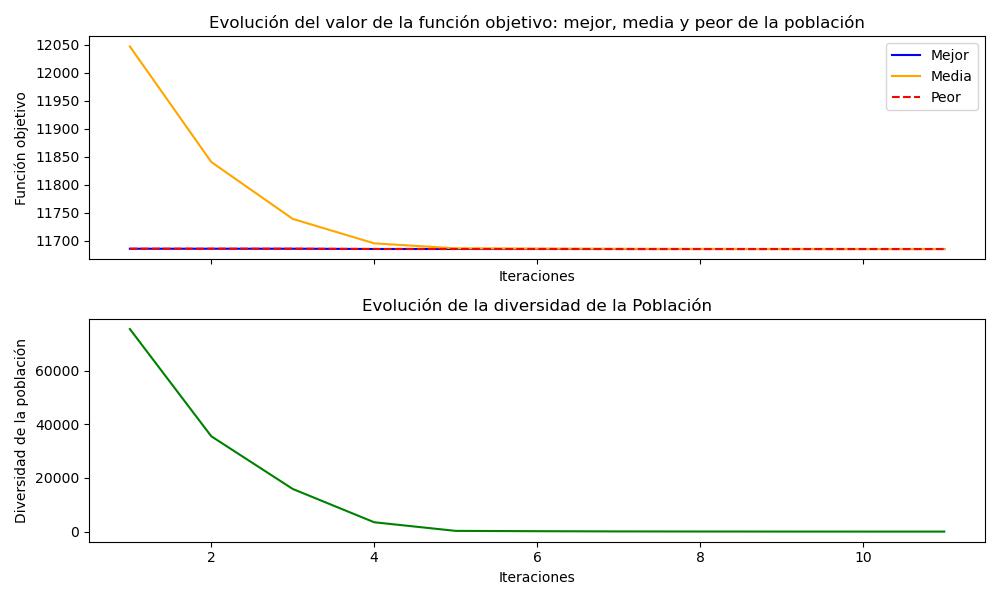 Evolución del valor de la función objetivo: mejor, media y peor de la población
Función objetivo
12050
12000
11950
11900
11850
11800
11750
11700
Mejor
Media
Peor
Iteraciones
Evolución de la diversidad de la Población
Diversidad de la población
60000
40000
20000
0
2
4
6
8
10
Iteraciones